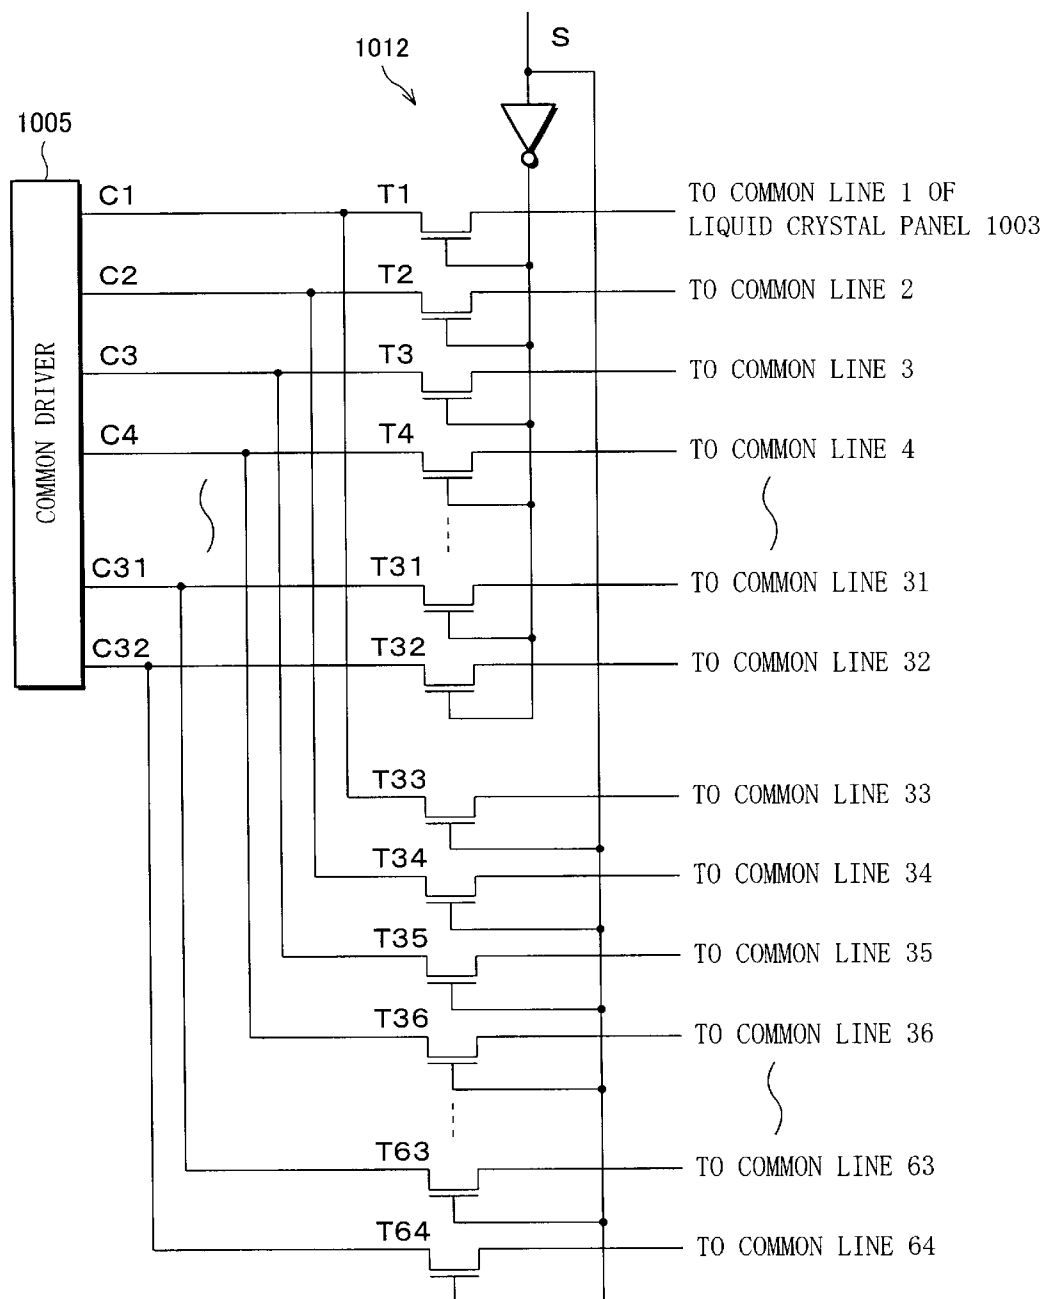 S
1012
1005
COMMON DRIVER
C1
T1
TO COMMON LINE 1 OF
LIQUID CRYSTAL PANEL 1003
C2
T2
TO COMMON LINE 2
C3
T3
TO COMMON LINE 3
C4
T4
TO COMMON LINE 4
C31
T31
TO COMMON LINE 31
C32
T32
TO COMMON LINE 32
T33
TO COMMON LINE 33
T34
TO COMMON LINE 34
T35
TO COMMON LINE 35
T36
TO COMMON LINE 36
T63
TO COMMON LINE 63
T64
TO COMMON LINE 64